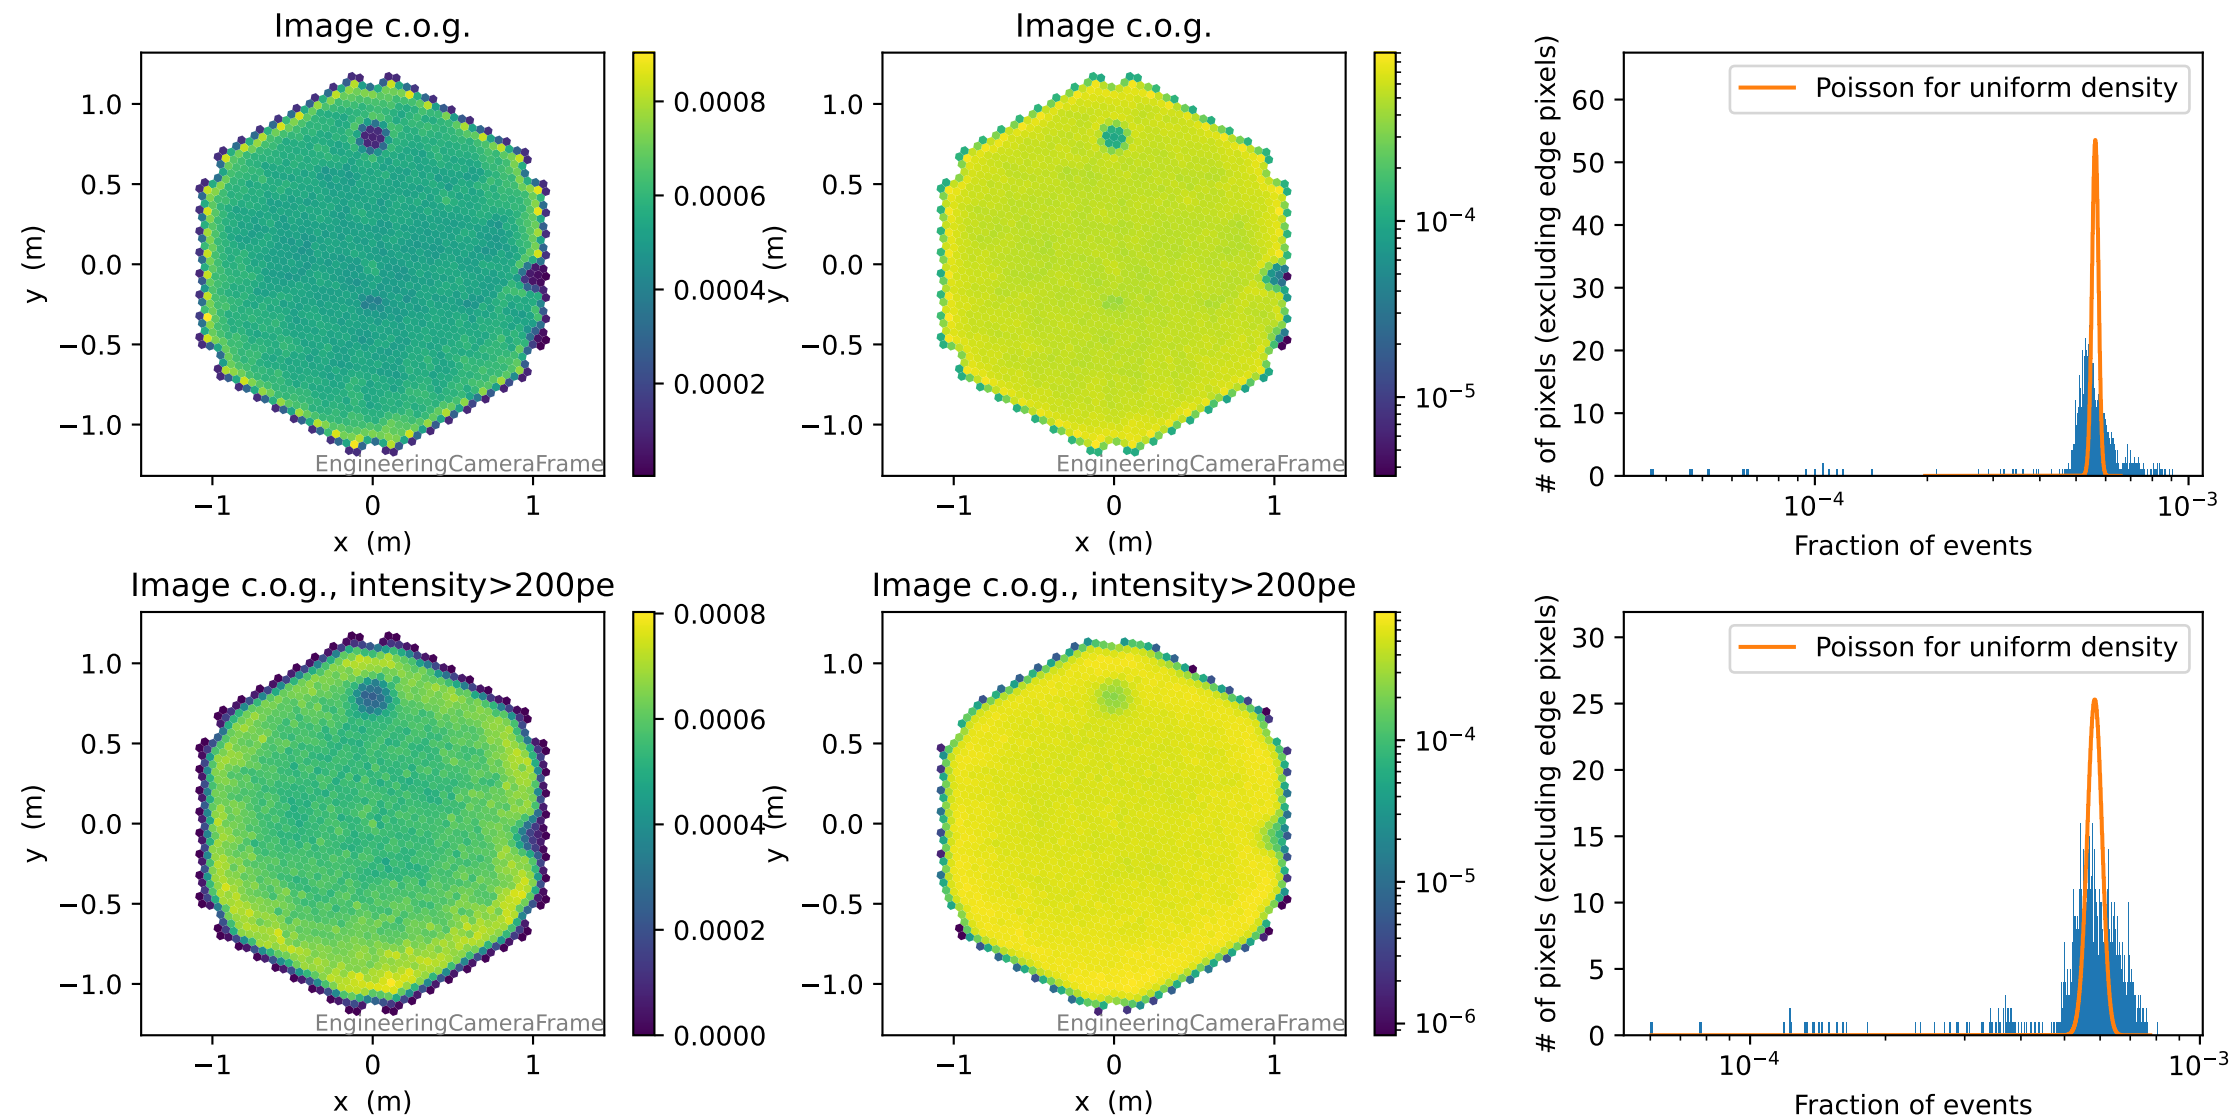 Image c.o.g.
1.0
0.5
0.0
−0.5
−1.0
y (m)
−1
0
1
x (m)
EngineeringCameraFrame
0.0008
0.0006
0.0004
0.0002
Image c.o.g.
1.0
0.5
0.0
−0.5
−1.0
y (m)
−1
0
1
x (m)
EngineeringCameraFrame
10⁻⁴
10⁻⁵
# of pixels (excluding edge pixels)
60
50
40
30
20
10
0
Poisson for uniform density
10⁻⁴
10⁻³
Fraction of events
Image c.o.g., intensity>200pe
1.0
0.5
0.0
−0.5
−1.0
y (m)
−1
0
1
x (m)
EngineeringCameraFrame
0.0008
0.0006
0.0004
0.0002
0.0000
Image c.o.g., intensity>200pe
1.0
0.5
0.0
−0.5
−1.0
y (m)
−1
0
1
x (m)
EngineeringCameraFrame
10⁻⁴
10⁻⁵
10⁻⁶
# of pixels (excluding edge pixels)
30
25
20
15
10
5
0
Poisson for uniform density
10⁻⁴
10⁻³
Fraction of events